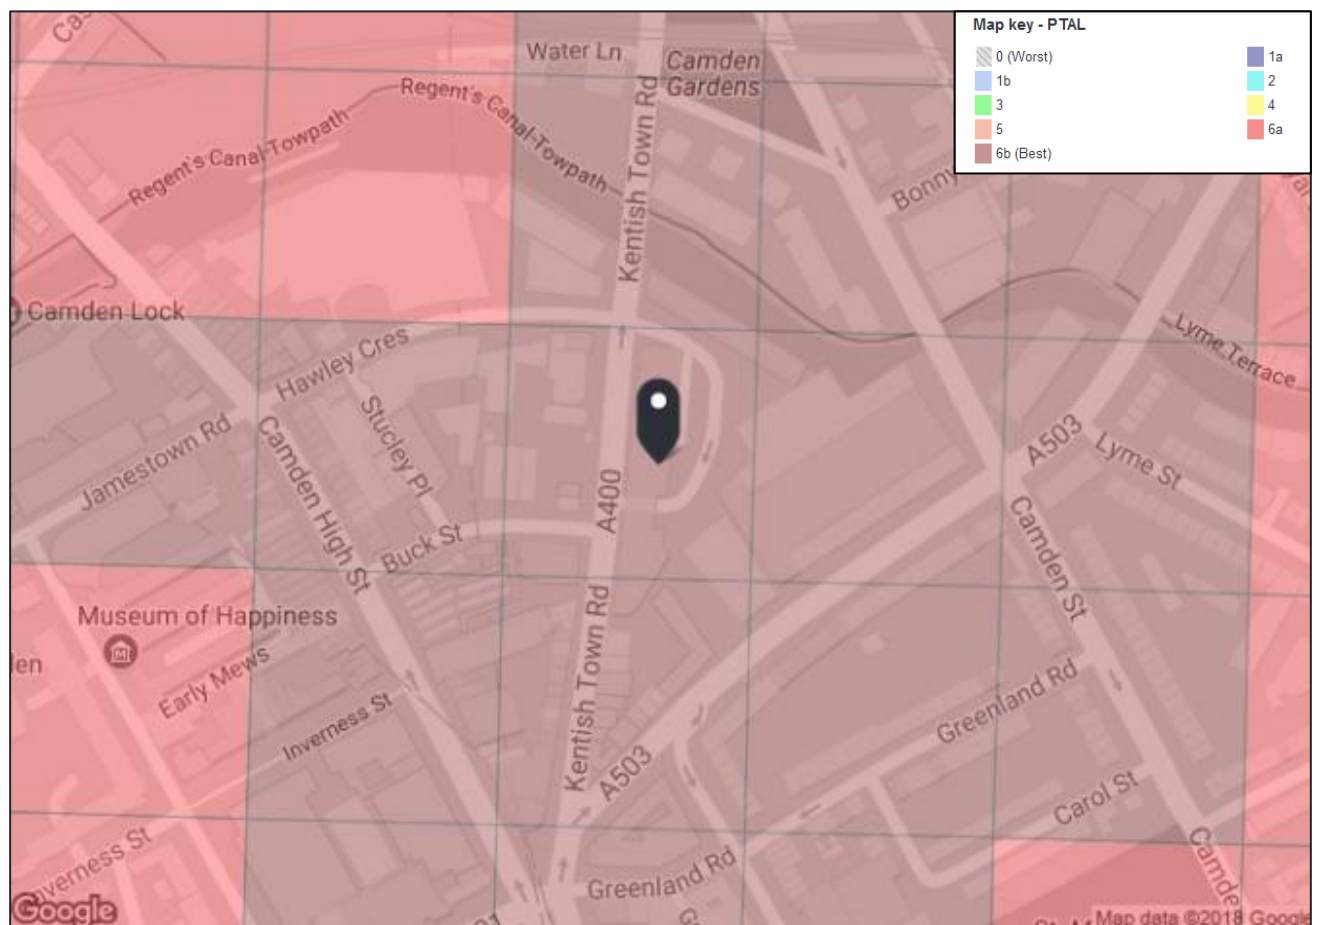 Map key - PTAL
0 (Worst)
1a
1b
2
3
4
5
6a
6b (Best)
Water Ln
Camden
Gardens
Regent's Canal Towpath
Regent's Canal Towpath
Kentish Town Rd
Bonny
Camden Lock
Hawley Cres
Lyme Terrace
Jamestown Rd
Stucley Pl
Camden High St
A503
Lyme St
A400
Buck St
Camden St
Museum of Happiness
Early Mews
Inverness St
Kentish Town Rd
A503
Greenland Rd
Carol St
Inverness St
Greenland Rd
Camde
Google
Map data ©2018 Google